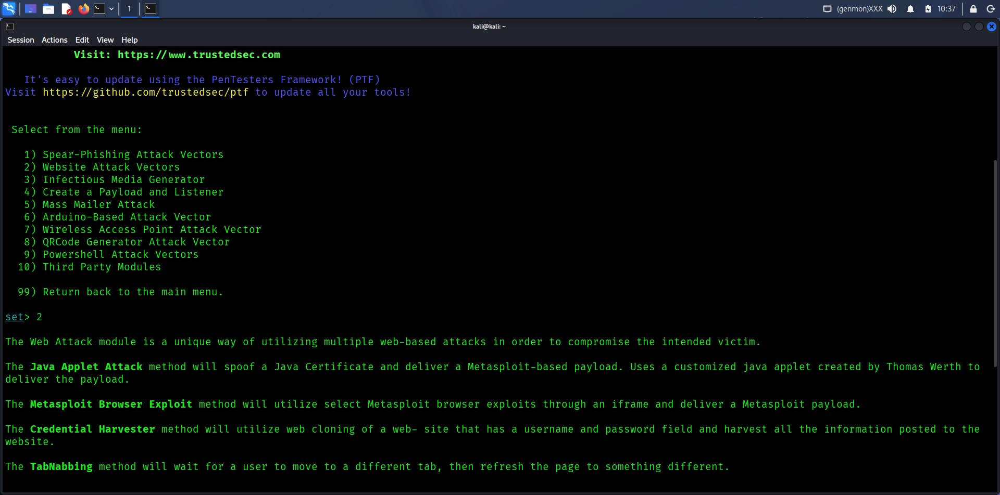 1
(genmon)XXX
10:37
kali@kali: ~
Session Actions Edit View Help
Visit: https://www.trustedsec.com
It's easy to update using the PenTesters Framework! (PTF)
Visit https://github.com/trustedsec/ptf to update all your tools!
Select from the menu:
1) Spear-Phishing Attack Vectors
2) Website Attack Vectors
3) Infectious Media Generator
4) Create a Payload and Listener
5) Mass Mailer Attack
6) Arduino-Based Attack Vector
7) Wireless Access Point Attack Vector
8) QRCode Generator Attack Vector
9) Powershell Attack Vectors
10) Third Party Modules
99) Return back to the main menu.
set> 2
The Web Attack module is a unique way of utilizing multiple web-based attacks in order to compromise the intended victim.
The Java Applet Attack method will spoof a Java Certificate and deliver a Metasploit-based payload. Uses a customized java applet created by Thomas Werth to
deliver the payload.
The Metasploit Browser Exploit method will utilize select Metasploit browser exploits through an iframe and deliver a Metasploit payload.
The Credential Harvester method will utilize web cloning of a web- site that has a username and password field and harvest all the information posted to the
website.
The TabNabbing method will wait for a user to move to a different tab, then refresh the page to something different.